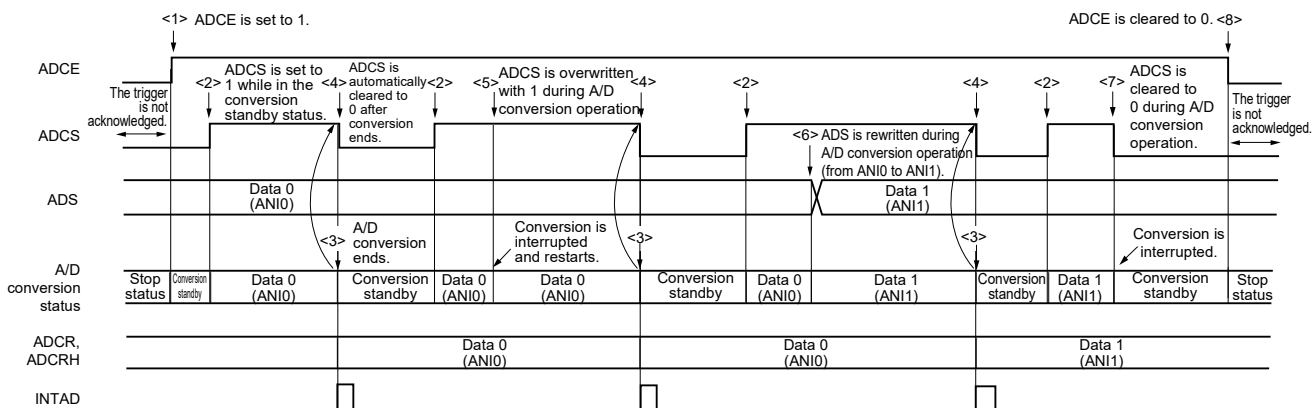 <1> ADCE is set to 1.
ADCE is cleared to 0. <8>
ADCE
The trigger
is not
acknowledged.
<2>
ADCS is set to
1 while in the
conversion
standby status.
<4>
ADCS is
automatically
cleared to
0 after
conversion
ends.
<2>
<5>
ADCS is overwritten
with 1 during A/D
conversion operation.
<4>
<2>
<4>
<2>
<7>
ADCS is
cleared to
0 during A/D
conversion
operation.
The trigger
is not
acknowledged.
ADCS
<6> ADS is rewritten during
A/D conversion operation
(from ANI0 to ANI1).
ADS
Data 0
(ANI0)
Data 1
(ANI1)
<3>
A/D
conversion
ends.
Conversion is
interrupted
and restarts.
<3>
<3>
Conversion is
interrupted.
A/D
conversion
status
Stop
status
Conversion
standby
Data 0
(ANI0)
Conversion
standby
Data 0
(ANI0)
Data 0
(ANI0)
Conversion
standby
Data 0
(ANI0)
Data 1
(ANI1)
Conversion
standby
Data 1
(ANI1)
Conversion
standby
Stop
status
ADCR,
ADCRH
Data 0
(ANI0)
Data 0
(ANI0)
Data 1
(ANI1)
INTAD